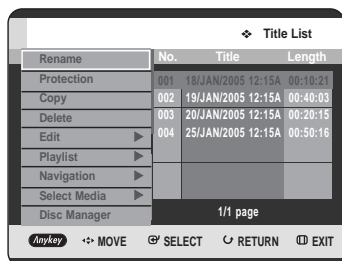 ❖ Title List
Rename No. Title Length
Protection 001 18/JAN/2005 12:15A 00:10:21
Copy 002 19/JAN/2005 12:15A 00:40:03
Delete 003 20/JAN/2005 12:15A 00:20:15
Edit ▶ 004 25/JAN/2005 12:15A 00:50:16
Playlist ▶
Navigation ▶
Select Media ▶
Disc Manager 1/1 page
Anykey MOVE SELECT RETURN EXIT